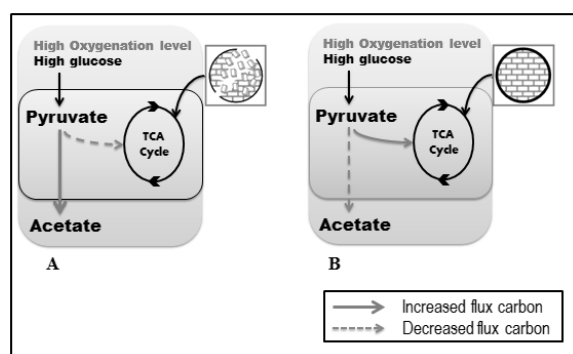 High Oxygenation level
High glucose
Pyruvate
TCA
Cycle
Acetate
A
High Oxygenation level
High glucose
Pyruvate
TCA
Cycle
Acetate
B
Increased flux carbon
Decreased flux carbon